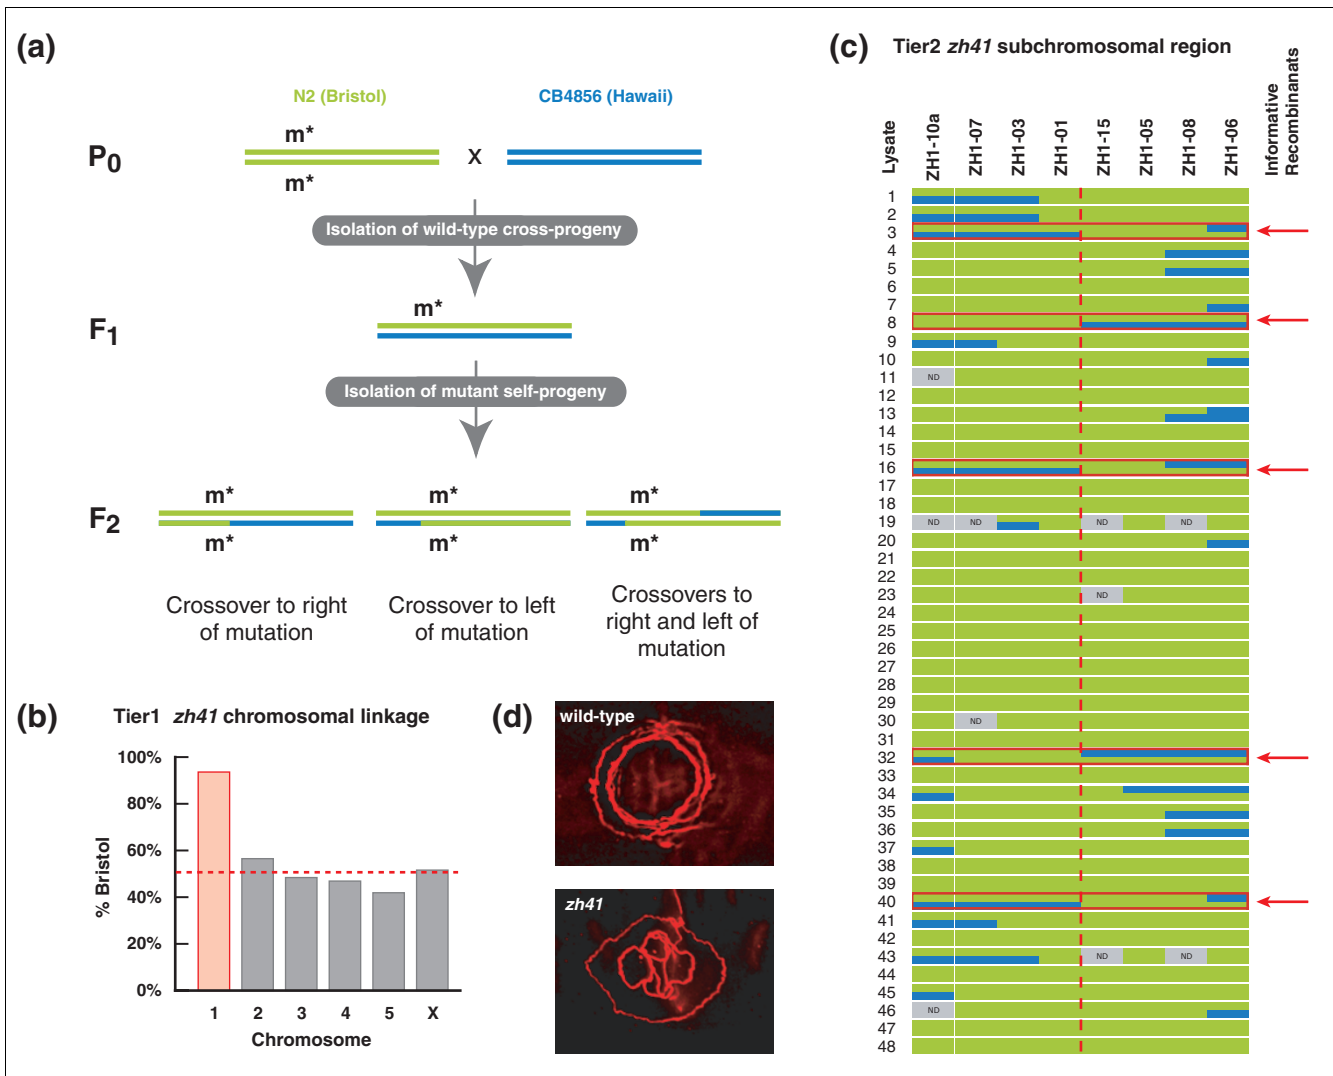 (a)
N2 (Bristol)
CB4856 (Hawaii)
m*
P0
X
m*
Isolation of wild-type cross-progeny
m*
F1
Isolation of mutant self-progeny
m*
m*
m*
F2
m*
m*
m*
Crossover to right
of mutation
Crossover to left
of mutation
Crossovers to
right and left of
mutation
(b)
Tier1 zh41 chromosomal linkage
100%
80%
60%
40%
20%
0%
% Bristol
1 2 3 4 5 X
Chromosome
(d)
wild-type
zh41
(c)
Tier2 zh41 subchromosomal region
Lysate
ZH1-10a
ZH1-07
ZH1-03
ZH1-01
ZH1-15
ZH1-05
ZH1-08
ZH1-06
Informative
Recombinanats
1
2
3
4
5
6
7
8
9
10
11 ND
12
13
14
15
16
17
18
19 ND ND ND ND
20
21
22
23 ND
24
25
26
27
28
29
30 ND
31
32
33
34
35
36
37
38
39
40
41
42
43 ND ND
44
45
46 ND
47
48